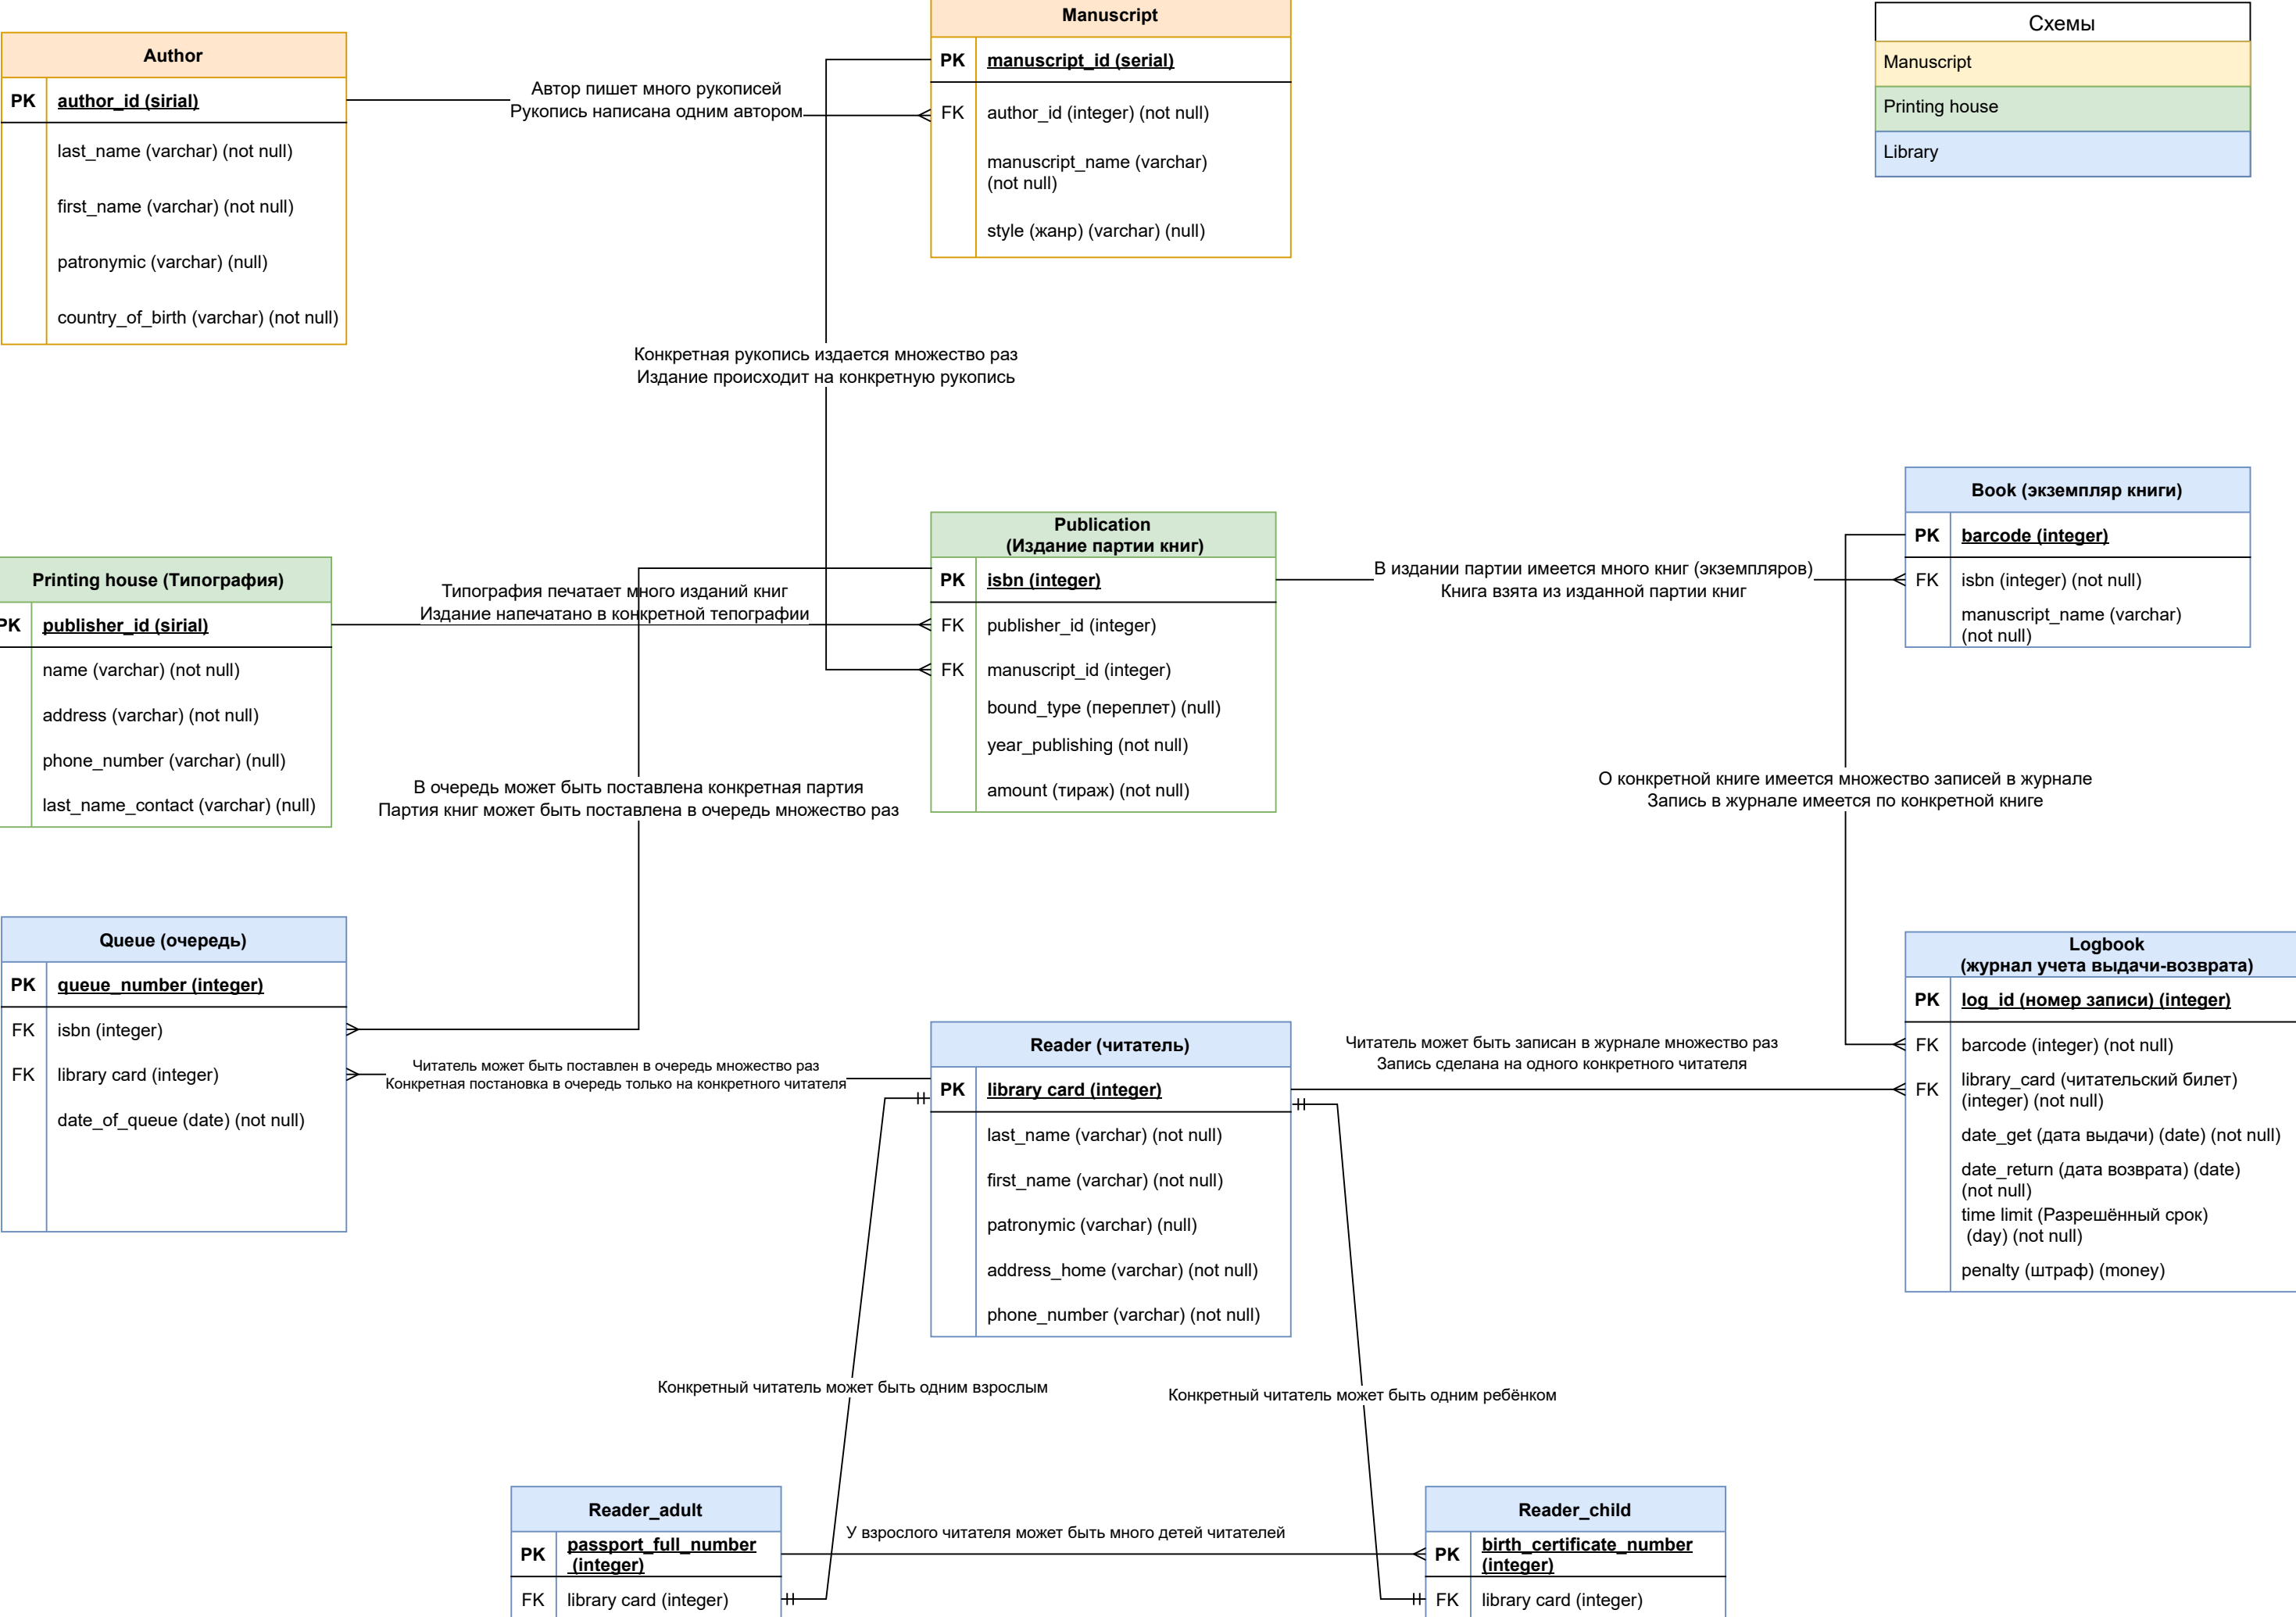 Manuscript
PK manuscript_id (serial)
FK author_id (integer) (not null)
manuscript_name (varchar)
(not null)
style (жанр) (varchar) (null)
Схемы
Manuscript
Printing house
Library
Author
PK author_id (sirial)
last_name (varchar) (not null)
first_name (varchar) (not null)
patronymic (varchar) (null)
country_of_birth (varchar) (not null)
Автор пишет много рукописей
Рукопись написана одним автором
Конкретная рукопись издается множество раз
Издание происходит на конкретную рукопись
Printing house (Типография)
PK publisher_id (sirial)
name (varchar) (not null)
address (varchar) (not null)
phone_number (varchar) (null)
last_name_contact (varchar) (null)
Типография печатает много изданий книг
Издание напечатано в конкретной тепографии
Publication
(Издание партии книг)
PK isbn (integer)
FK publisher_id (integer)
FK manuscript_id (integer)
bound_type (переплет) (null)
year_publishing (not null)
amount (тираж) (not null)
В издании партии имеется много книг (экземпляров)
Книга взята из изданной партии книг
Book (экземпляр книги)
PK barcode (integer)
FK isbn (integer) (not null)
manuscript_name (varchar)
(not null)
В очередь может быть поставлена конкретная партия
Партия книг может быть поставлена в очередь множество раз
О конкретной книге имеется множество записей в журнале
Запись в журнале имеется по конкретной книге
Queue (очередь)
PK queue_number (integer)
FK isbn (integer)
FK library card (integer)
date_of_queue (date) (not null)
Читатель может быть поставлен в очередь множество раз
Конкретная постановка в очередь только на конкретного читателя
Reader (читатель)
PK library card (integer)
last_name (varchar) (not null)
first_name (varchar) (not null)
patronymic (varchar) (null)
address_home (varchar) (not null)
phone_number (varchar) (not null)
Читатель может быть записан в журнале множество раз
Запись сделана на одного конкретного читателя
Logbook
(журнал учета выдачи-возврата)
PK log_id (номер записи) (integer)
FK barcode (integer) (not null)
FK library_card (читательский билет)
(integer) (not null)
date_get (дата выдачи) (date) (not null)
date_return (дата возврата) (date)
(not null)
time limit (Разрешённый срок)
(day) (not null)
penalty (штраф) (money)
Конкретный читатель может быть одним взрослым
Конкретный читатель может быть одним ребёнком
Reader_adult
PK passport_full_number
(integer)
FK library card (integer)
У взрослого читателя может быть много детей читателей
Reader_child
PK birth_certificate_number
(integer)
FK library card (integer)